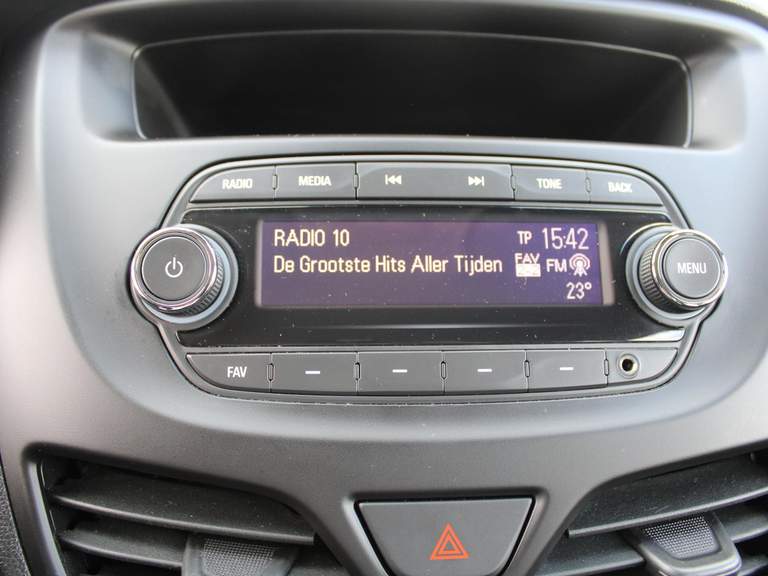 RADIO MEDIA TONE BACK
RADIO 10 TP 15:42
De Grootste Hits Aller Tijden FAV FM
23°
MENU
FAV